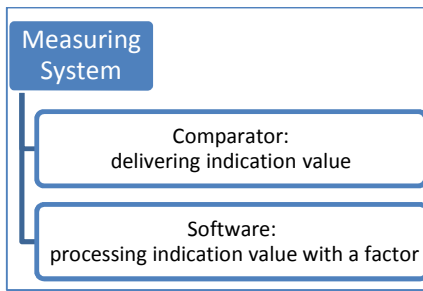 Measuring
System
Comparator:
delivering indication value
Software:
processing indication value with a factor